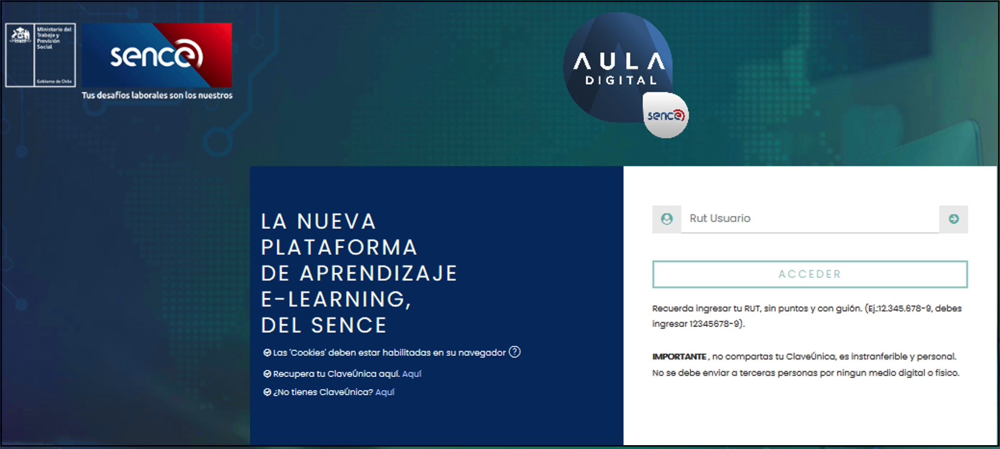 Ministerio del
Trabajo y
Previsión
Social
Gobierno de Chile
sence
Tus desafíos laborales son los nuestros
AULA
DIGITAL
sence
LA NUEVA
PLATAFORMA
DE APRENDIZAJE
E-LEARNING,
DEL SENCE
Las 'Cookies' deben estar habilitadas en su navegador ?
Recupera tu ClaveÚnica aquí. Aquí
¿No tienes ClaveÚnica? Aquí
Rut Usuario
ACCEDER
Recuerda ingresar tu RUT, sin puntos y con guión. (Ej.:12.345.678-9, debes
ingresar 12345678-9).
IMPORTANTE , no compartas tu ClaveÚnica, es instranferible y personal.
No se debe enviar a terceras personas por ningun medio digital o fisico.